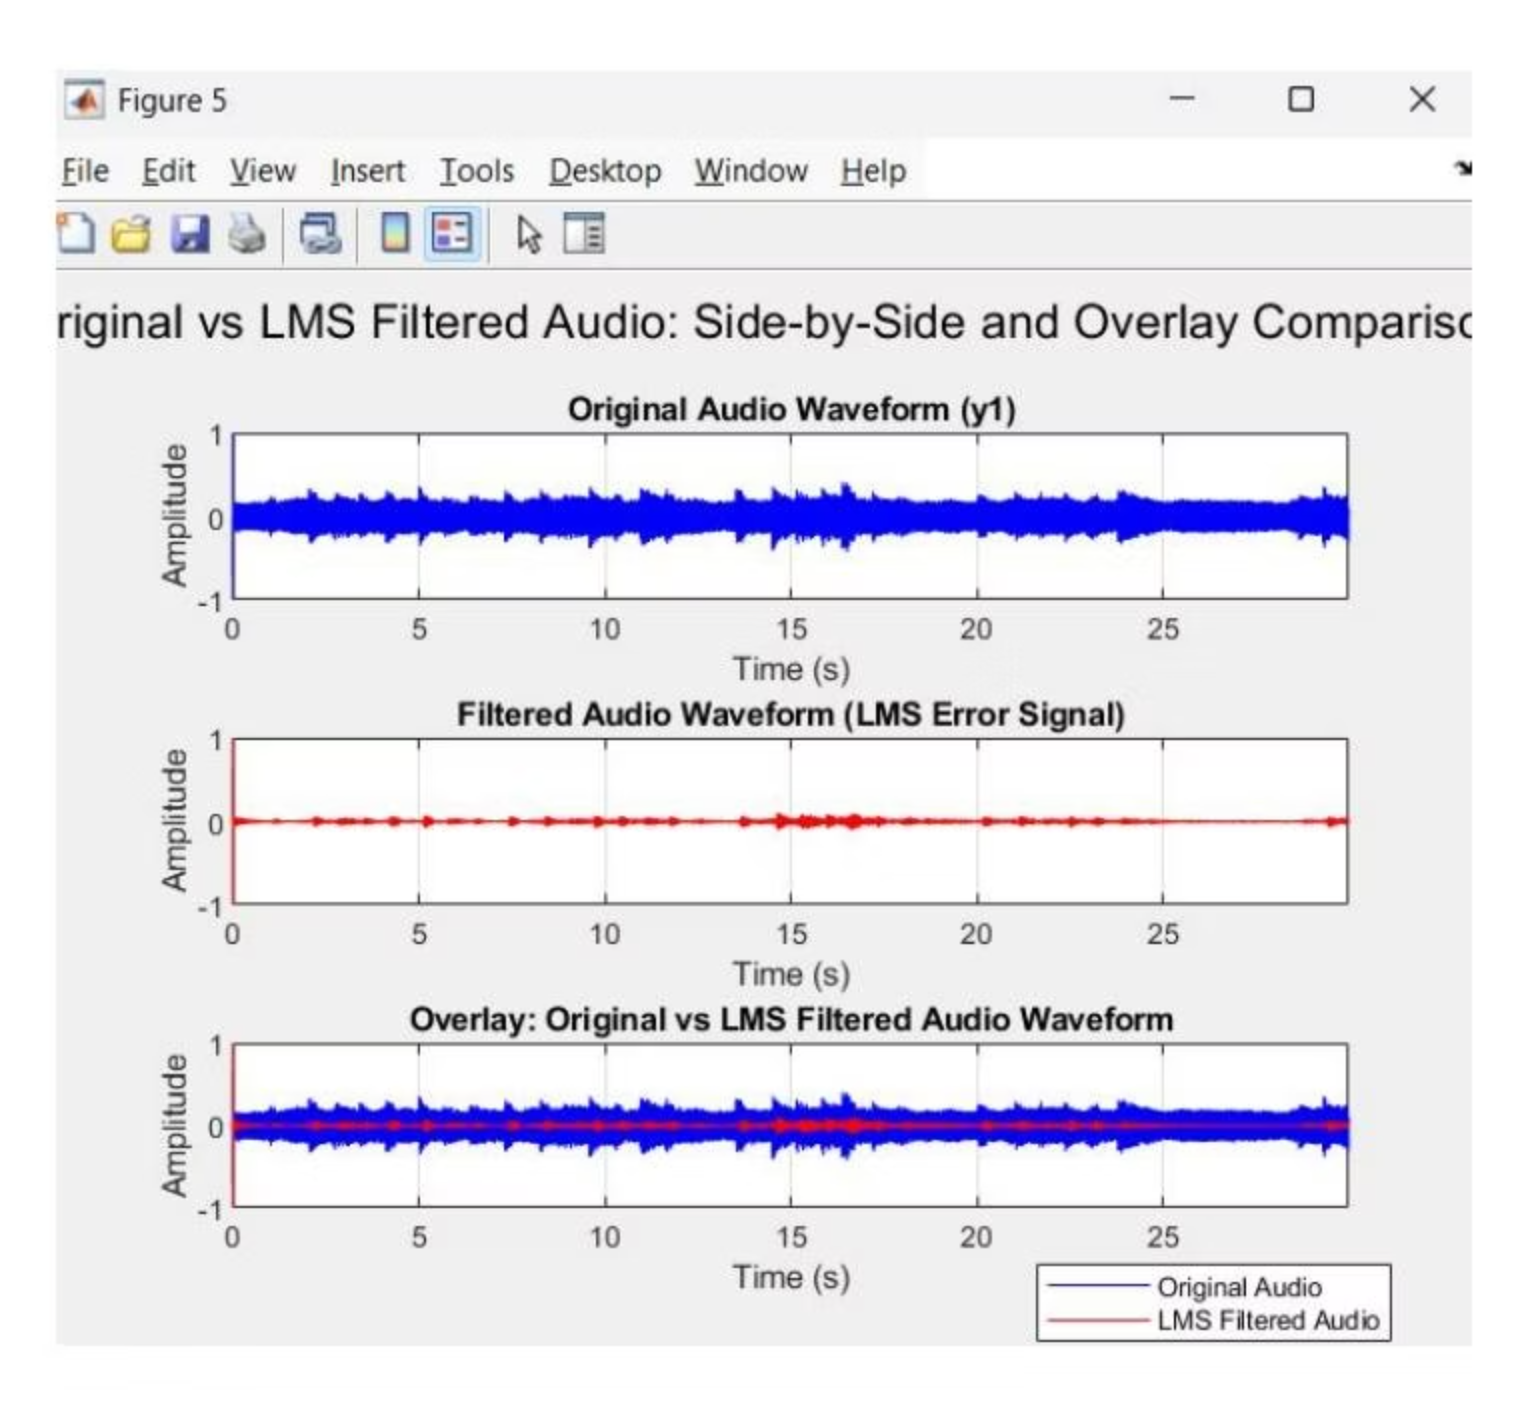 Figure 5
File Edit View Insert Tools Desktop Window Help
riginal vs LMS Filtered Audio: Side-by-Side and Overlay Compariso
Original Audio Waveform (y1)
1
0
-1
Amplitude
0 5 10 15 20 25
Time (s)
Filtered Audio Waveform (LMS Error Signal)
1
0
-1
Amplitude
0 5 10 15 20 25
Time (s)
Overlay: Original vs LMS Filtered Audio Waveform
1
0
-1
Amplitude
0 5 10 15 20 25
Time (s)
Original Audio
LMS Filtered Audio